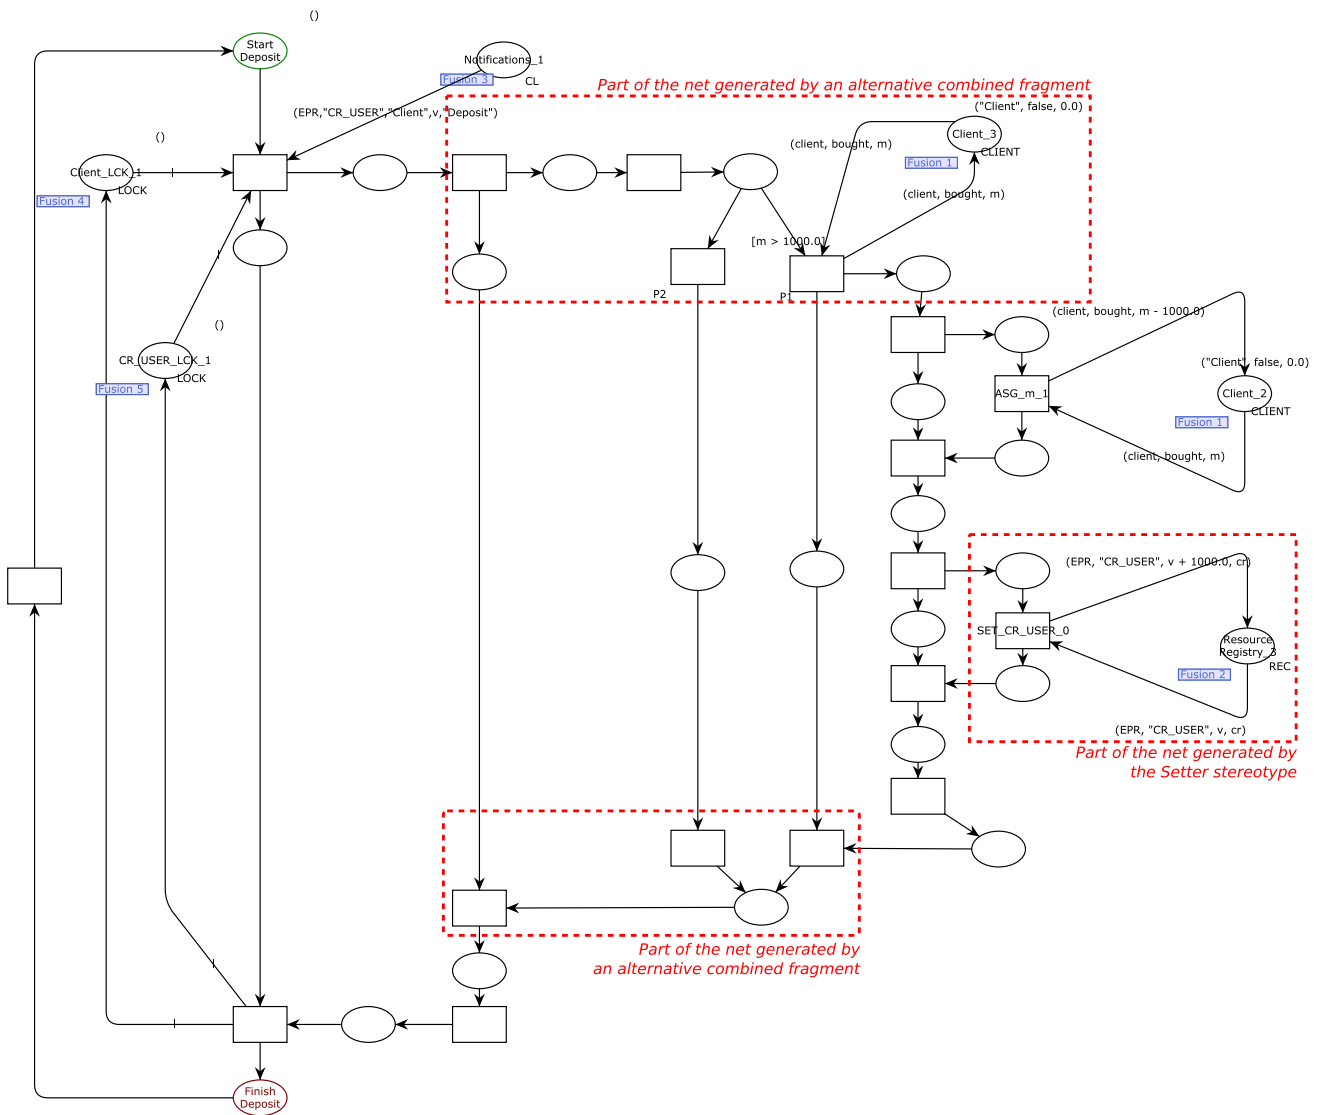 ()
Start
Deposit
Notifications_1
Fusion 3
CL
Part of the net generated by an alternative combined fragment
("Client", false, 0.0)
(EPR,"CR_USER","Client",v,"Deposit")
Client_3
()
(client, bought, m)
CLIENT
Fusion 1
Client_LCK_1
LOCK
Fusion 4
(client, bought, m)
[m > 1000.0]
P2
P1
(client, bought, m - 1000.0)
()
CR_USER_LCK_1
LOCK
Fusion 5
("Client", false, 0.0)
ASG_m_1
Client_2
CLIENT
Fusion 1
(client, bought, m)
(EPR, "CR_USER", v + 1000.0, cr)
SET_CR_USER_0
Resource
Registry_3
REC
Fusion 2
(EPR, "CR_USER", v, cr)
Part of the net generated by
the Setter stereotype
Part of the net generated by
an alternative combined fragment
Finish
Deposit